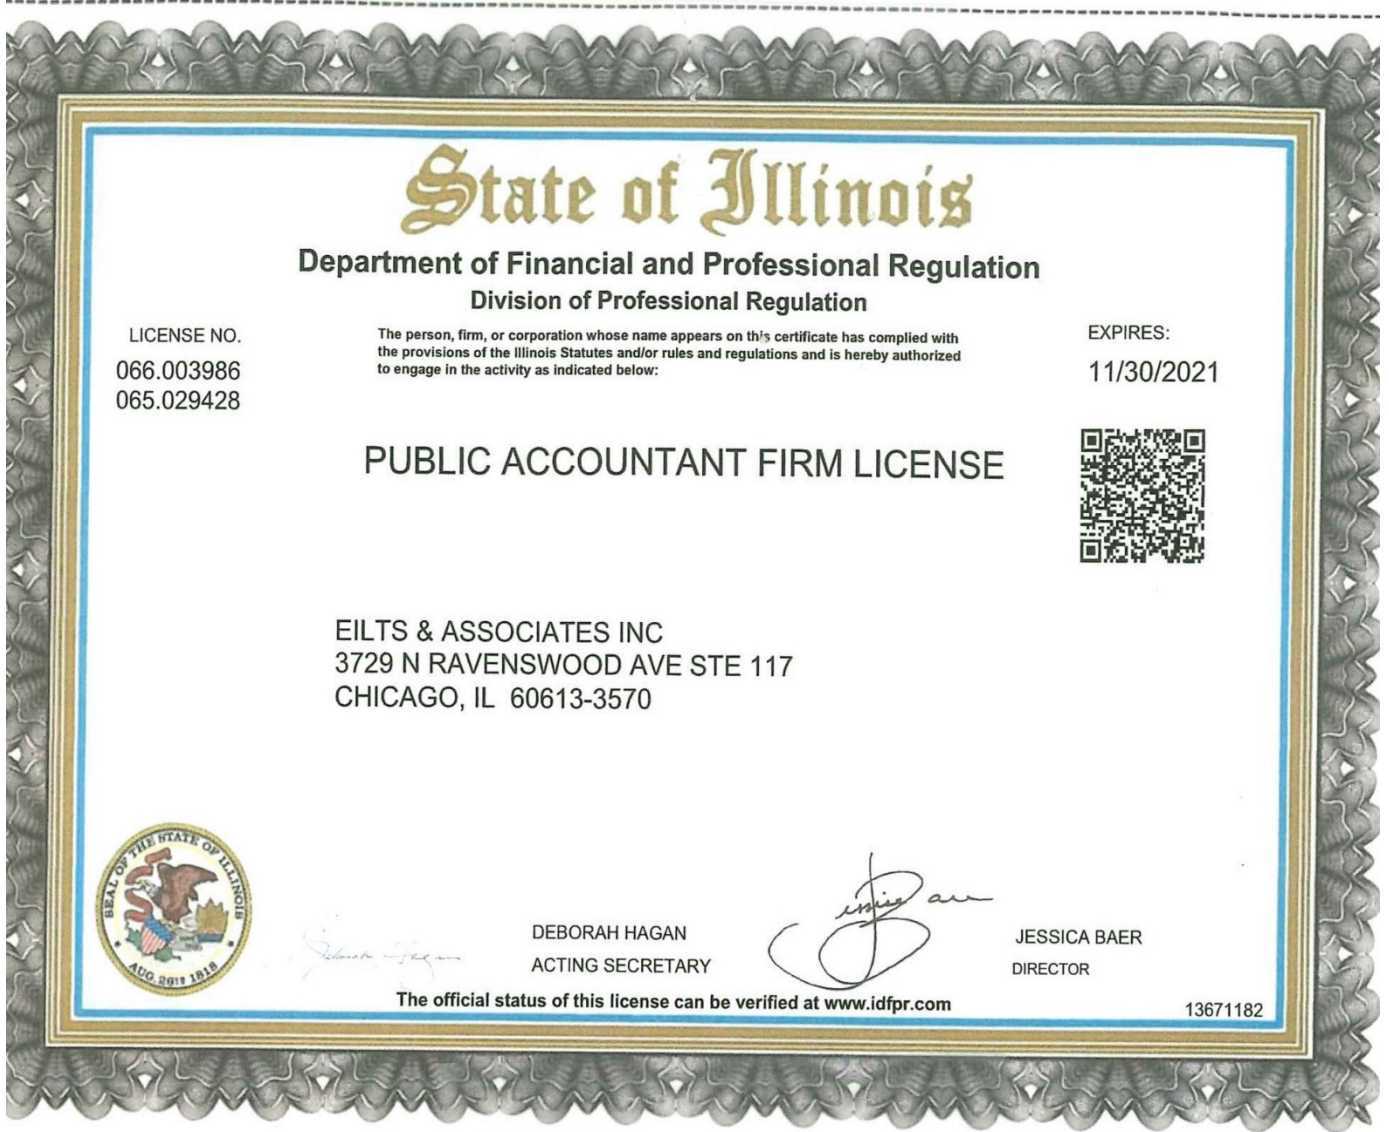 State of Illinois
Department of Financial and Professional Regulation
Division of Professional Regulation
LICENSE NO.
066.003986
065.029428
The person, firm, or corporation whose name appears on this certificate has complied with
the provisions of the Illinois Statutes and/or rules and regulations and is hereby authorized
to engage in the activity as indicated below:
EXPIRES:
11/30/2021
PUBLIC ACCOUNTANT FIRM LICENSE
EILTS & ASSOCIATES INC
3729 N RAVENSWOOD AVE STE 117
CHICAGO, IL 60613-3570
SEAL OF THE STATE OF ILLINOIS
AUG. 26TH 1818
DEBORAH HAGAN
ACTING SECRETARY
JESSICA BAER
DIRECTOR
The official status of this license can be verified at www.idfpr.com
13671182